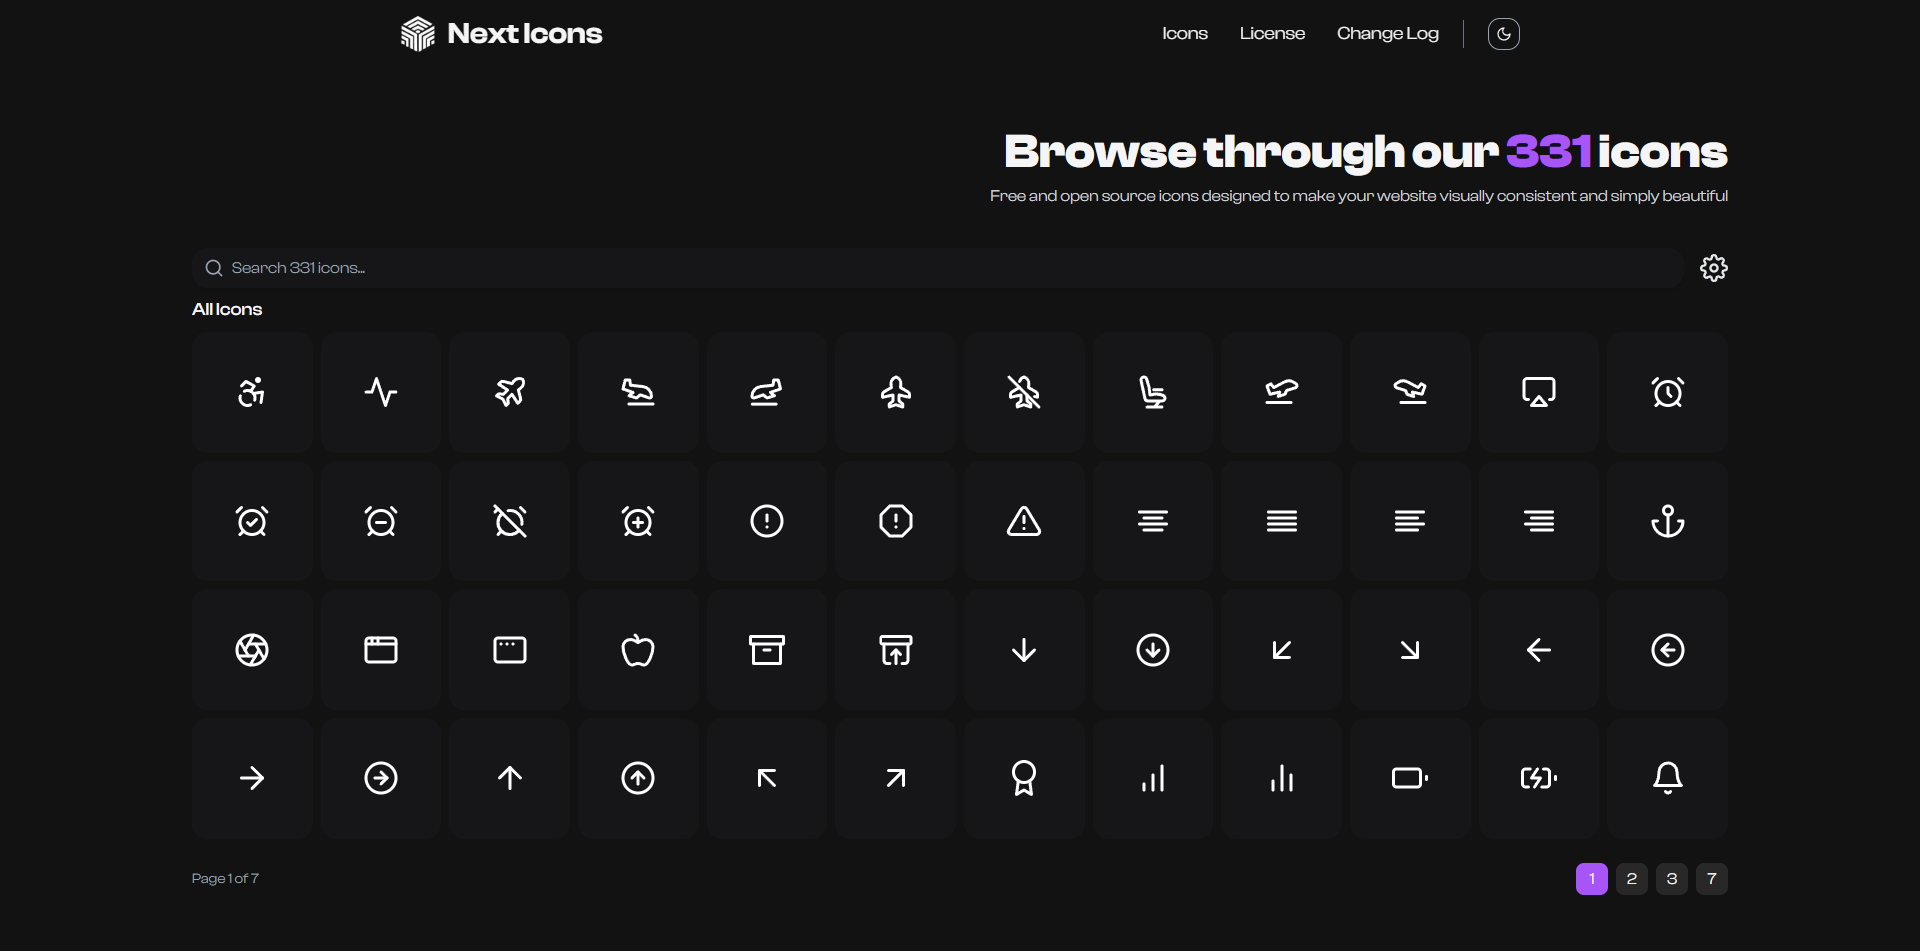 Next Icons
Icons
License
Change Log
Browse through our 331 icons
Free and open source icons designed to make your website visually consistent and simply beautiful
Search 331 icons...
All Icons
Page 1 of 7
1
2
3
7